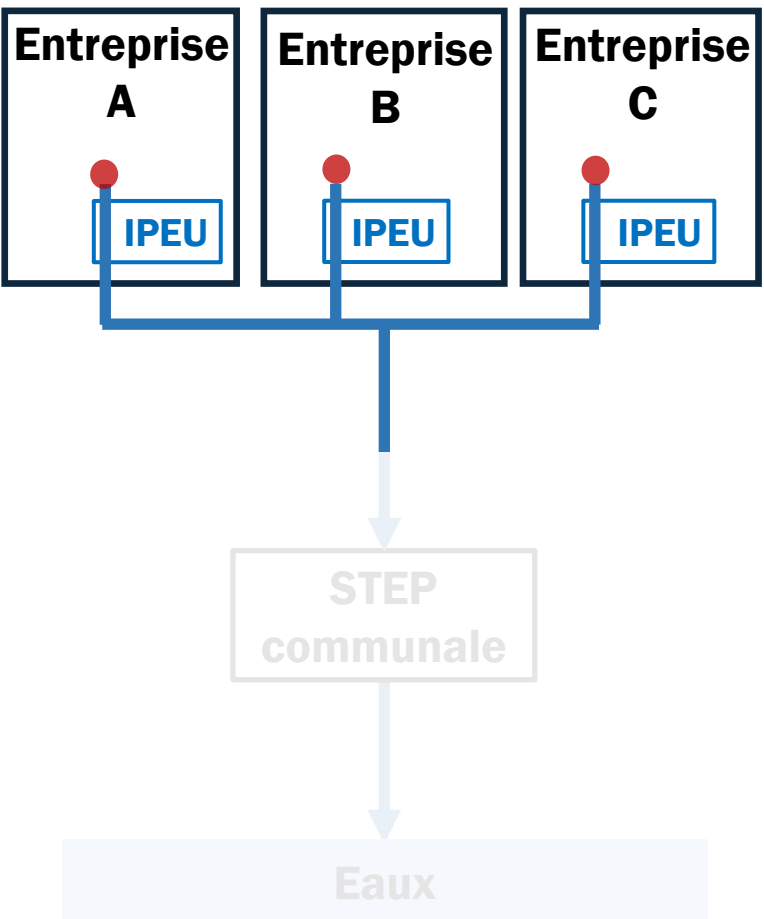 Entreprise
A
Entreprise
B
Entreprise
C
IPEU
IPEU
IPEU
STEP
communale
Eaux